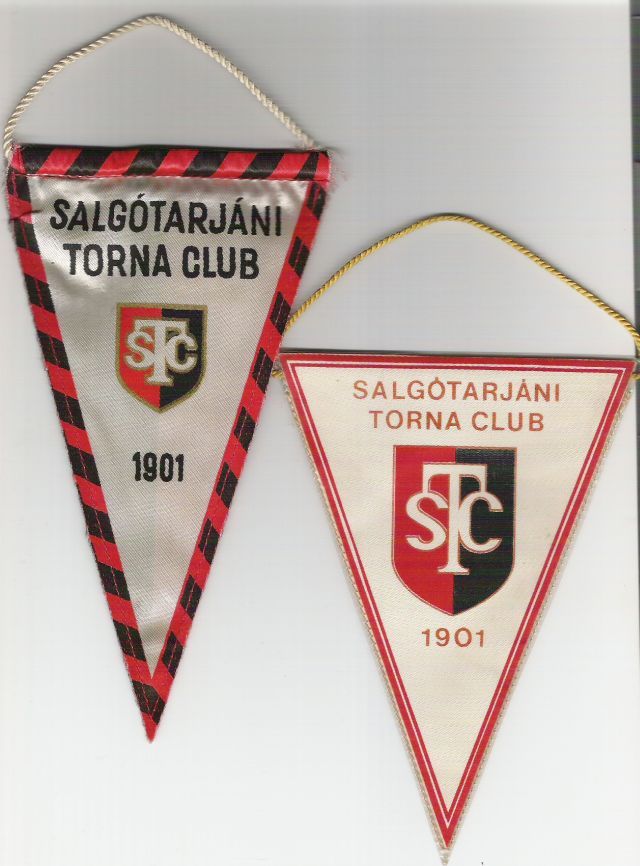 SALGÓTARJÁNI
TORNA CLUB
STC
1901
SALGÓTARJÁNI
TORNA CLUB
STC
1901